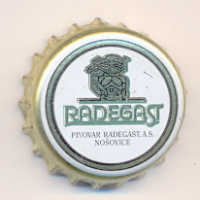 RADEGAST
PIVOVAR RADEGAST, A.S.
NOŠOVICE